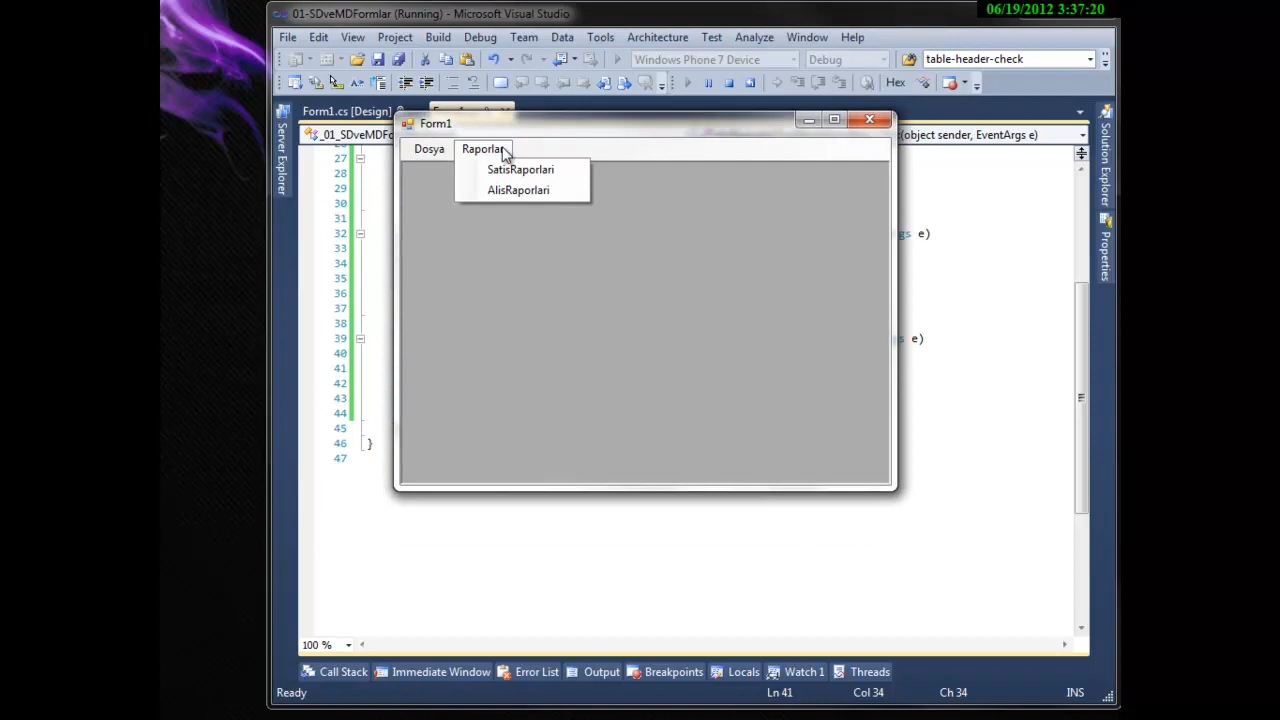 06/19/2012 3:37:20
01-SDveMDFormlar (Running) - Microsoft Visual Studio
File Edit View Project Build Debug Team Data Tools Architecture Test Analyze Window Help
Windows Phone 7 Device Debug table-header-check
Hex
Form1.cs [Design]
Form1
_01_SDveMDFo (object sender, EventArgs e)
Dosya Raporlar
SatisRaporlari
AlisRaporlari
Server Explorer
Solution Explorer
Properties
27
28
29
30
31
32 gs e)
33
34
35
36
37
38
39 s e)
40
41
42
43
44
45
46 }
47
100 %
Call Stack Immediate Window Error List Output Breakpoints Locals Watch 1 Threads
Ready Ln 41 Col 34 Ch 34 INS